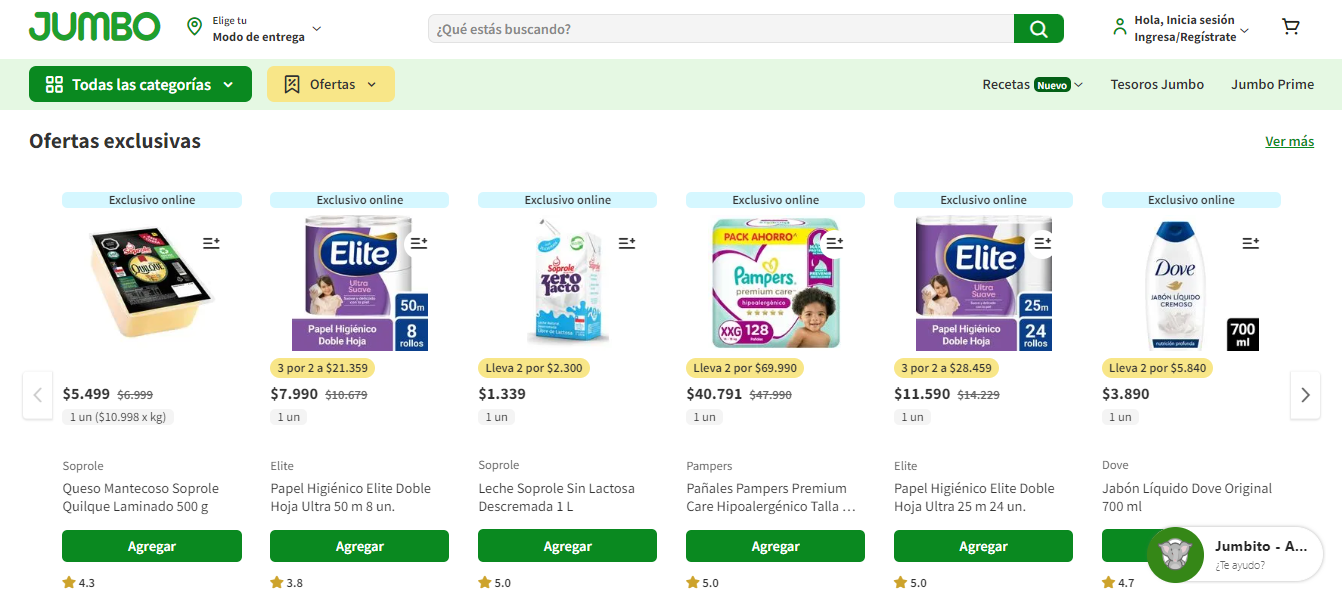 JUMBO
Elige tu
Modo de entrega
¿Qué estás buscando?
Hola, Inicia sesión
Ingresa/Regístrate
Todas las categorías
Ofertas
Recetas Nuevo
Tesoros Jumbo
Jumbo Prime
Ofertas exclusivas
Ver más
Exclusivo online
Soprole
QUILQUE
$5.499 $6.999
1 un ($10.998 x kg)
Soprole
Queso Mantecoso Soprole
Quilque Laminado 500 g
Agregar
4.3
Exclusivo online
Elite
Ultra
Suave
50m
8
rollos
Papel Higiénico
Doble Hoja
3 por 2 a $21.359
$7.990 $10.679
1 un
Elite
Papel Higiénico Elite Doble
Hoja Ultra 50 m 8 un.
Agregar
3.8
Exclusivo online
Soprole
zero
lacto
Lleva 2 por $2.300
$1.339
1 un
Soprole
Leche Soprole Sin Lactosa
Descremada 1 L
Agregar
5.0
Exclusivo online
PACK AHORRO
Pampers
premium care
hipoalergénico
XXG 128
Lleva 2 por $69.990
$40.791 $47.990
1 un
Pampers
Pañales Pampers Premium
Care Hipoalergénico Talla ...
Agregar
5.0
Exclusivo online
Elite
Ultra
Suave
25m
24
rollos
Papel Higiénico
Doble Hoja
3 por 2 a $28.459
$11.590 $14.229
1 un
Elite
Papel Higiénico Elite Doble
Hoja Ultra 25 m 24 un.
Agregar
5.0
Exclusivo online
Dove
JABÓN LÍQUIDO
CREMOSO
nutrición profunda
700
ml
Lleva 2 por $5.840
$3.890
1 un
Dove
Jabón Líquido Dove Original
700 ml
4.7
Jumbito - A...
¿Te ayudo?